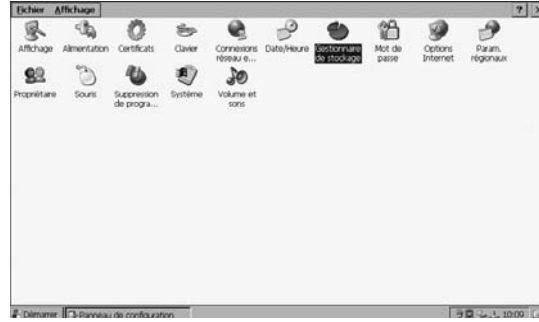 Fichier Affichage ? X
Affichage Alimentation Certificats Clavier Connexions réseau e... Date/Heure Gestionnaire de stockage Mot de passe Options Internet Param. régionaux
Propriétaire Souris Suppression de progra... Système Volume et sons
Démarrer Panneau de configuration 10:09